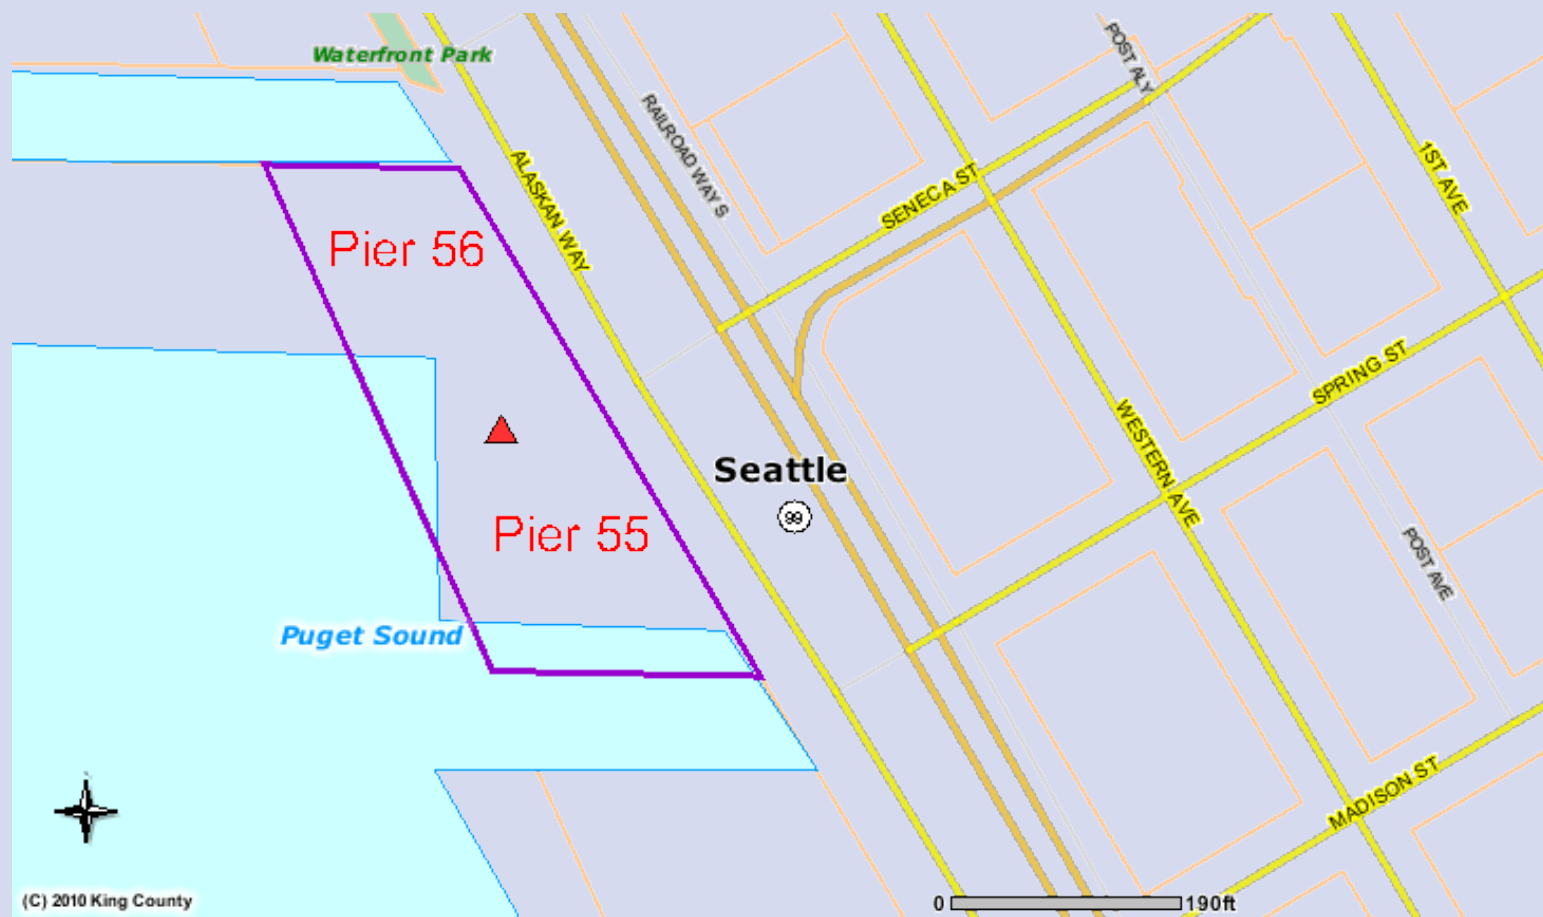 Waterfront Park
POST ALY
RAILROAD WAY S
ALASKAN WAY
1ST AVE
SENECA ST
Pier 56
SPRING ST
WESTERN AVE
Seattle
99
Pier 55
POST AVE
Puget Sound
MADISON ST
(C) 2010 King County
0 190ft